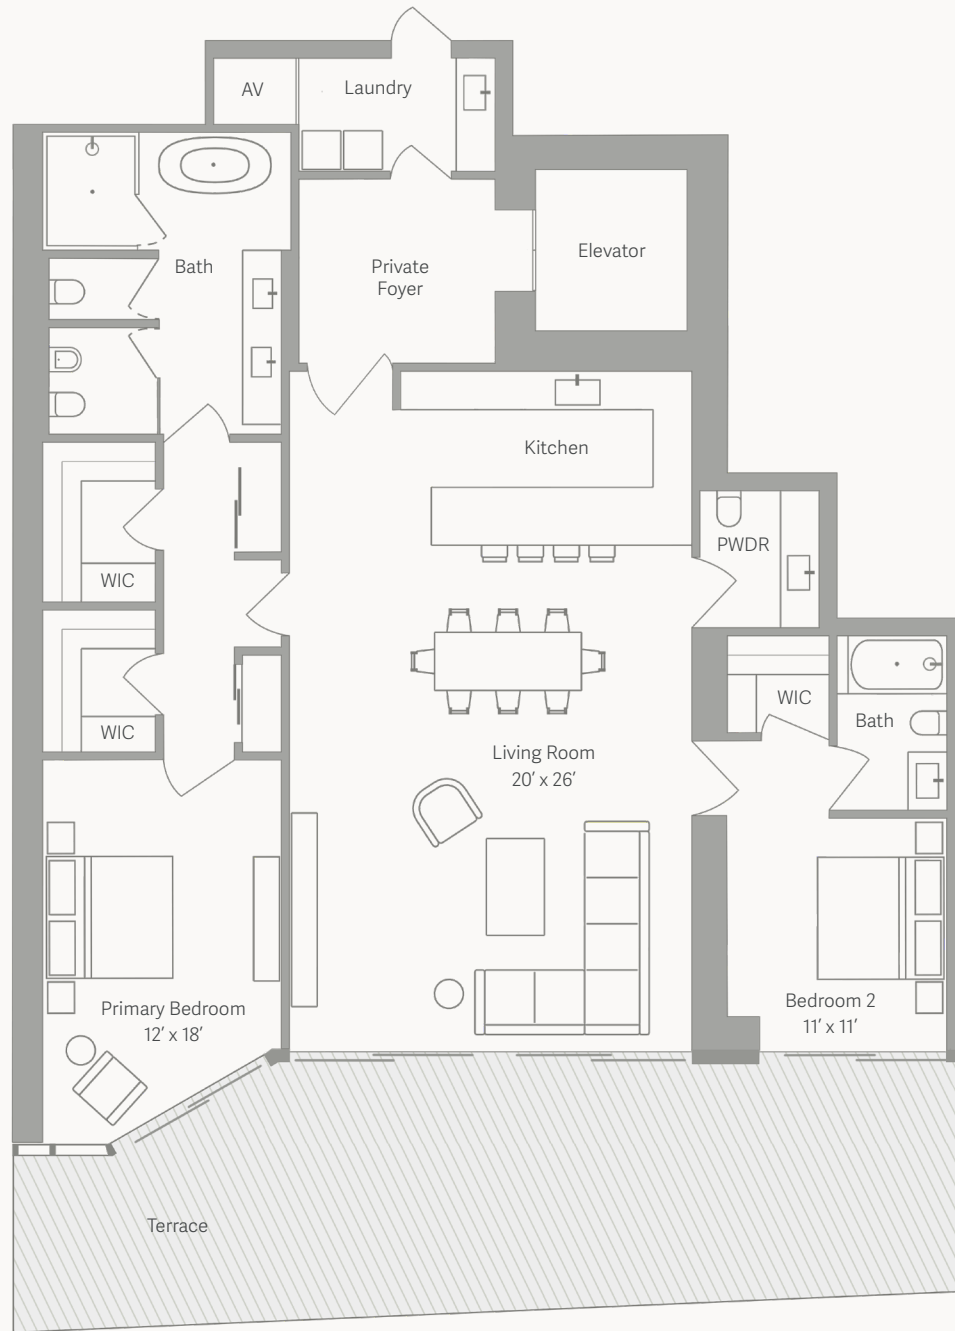 AV
Laundry
Elevator
Private
Foyer
Bath
Kitchen
PWDR
WIC
WIC
WIC
Bath
Living Room
20’ x 26’
Primary Bedroom
12’ x 18’
Bedroom 2
11’ x 11’
Terrace